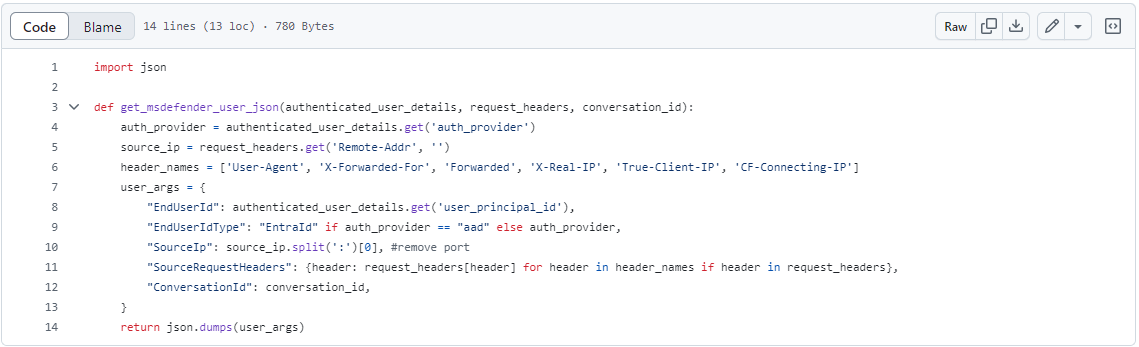 Code Blame 14 lines (13 loc) · 780 Bytes Raw
1 import json
2
3 def get_msdefender_user_json(authenticated_user_details, request_headers, conversation_id):
4     auth_provider = authenticated_user_details.get('auth_provider')
5     source_ip = request_headers.get('Remote-Addr', '')
6     header_names = ['User-Agent', 'X-Forwarded-For', 'Forwarded', 'X-Real-IP', 'True-Client-IP', 'CF-Connecting-IP']
7     user_args = {
8         "EndUserId": authenticated_user_details.get('user_principal_id'),
9         "EndUserIdType": "EntraId" if auth_provider == "aad" else auth_provider,
10         "SourceIp": source_ip.split(':')[0], #remove port
11         "SourceRequestHeaders": {header: request_headers[header] for header in header_names if header in request_headers},
12         "ConversationId": conversation_id,
13     }
14     return json.dumps(user_args)